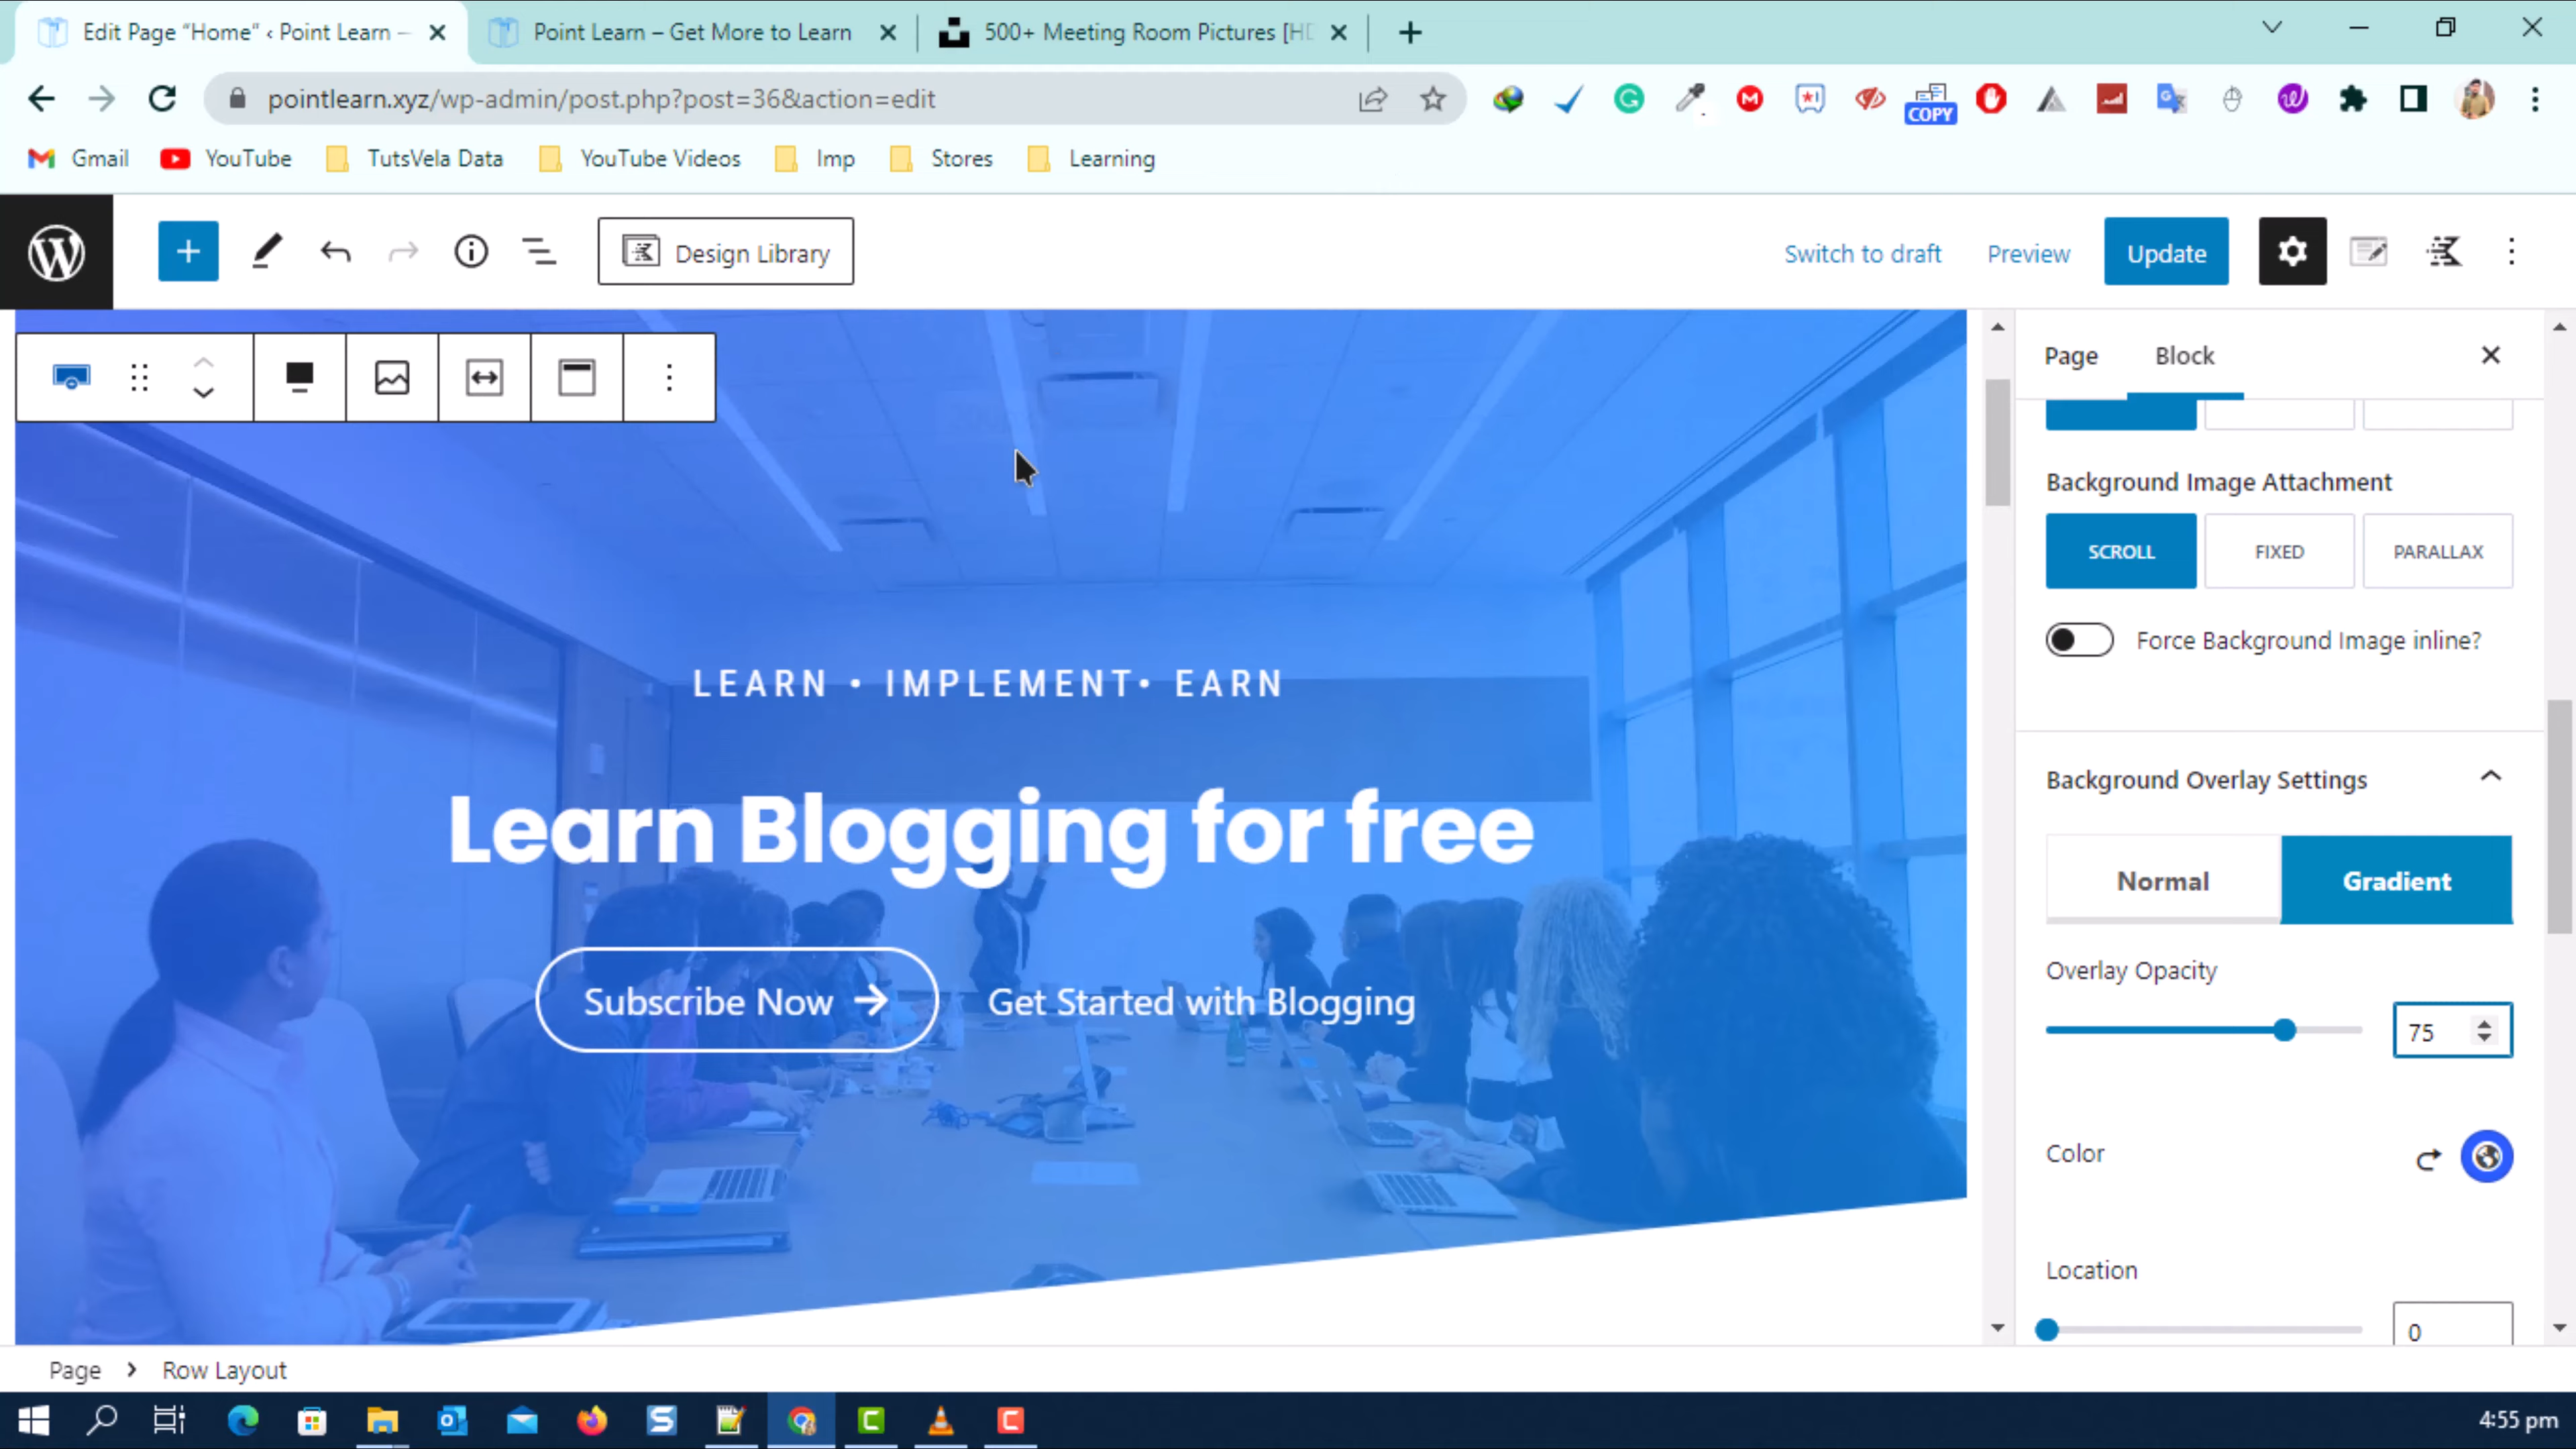 Edit Page “Home” ‹ Point Learn –
Point Learn – Get More to Learn
500+ Meeting Room Pictures [HD
pointlearn.xyz/wp-admin/post.php?post=36&action=edit
COPY
Gmail
YouTube
TutsVela Data
YouTube Videos
Imp
Stores
Learning
Design Library
Switch to draft
Preview
Update
Page
Block
Background Image Attachment
SCROLL
FIXED
PARALLAX
Force Background Image inline?
LEARN • IMPLEMENT• EARN
Learn Blogging for free
Subscribe Now
Get Started with Blogging
Background Overlay Settings
Normal
Gradient
Overlay Opacity
75
Color
Location
0
Page
Row Layout
4:55 pm